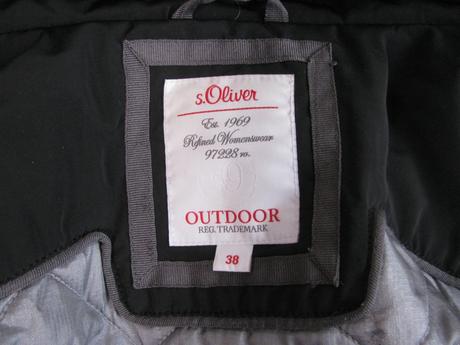 s.Oliver
Est. 1969
Refined Womenswear
97228 ro.
OUTDOOR
REG. TRADEMARK
38